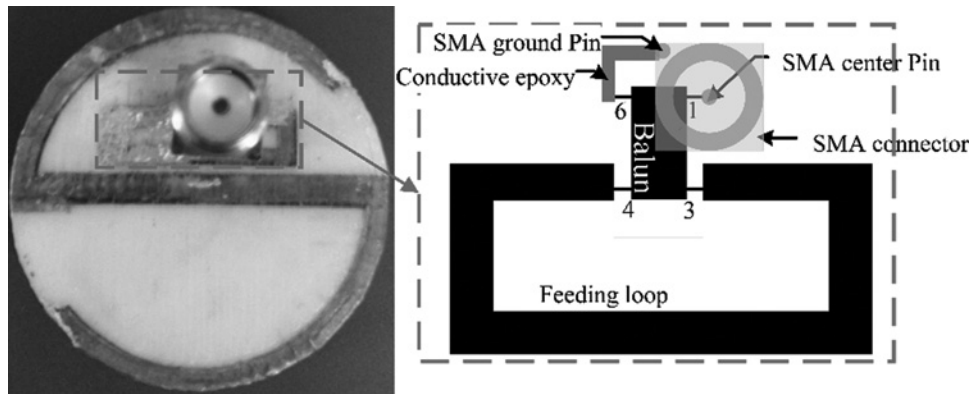 SMA ground Pin
Conductive epoxy
SMA center Pin
6
1
Balun
SMA connector
4
3
Feeding loop